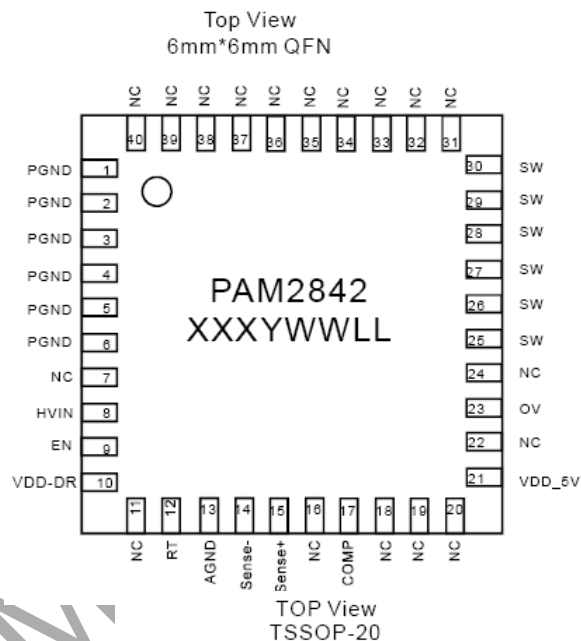 Top View
6mm*6mm QFN
NC NC NC NC NC NC NC NC NC NC
40 39 38 37 36 35 34 33 32 31
PGND 1
PGND 2
PGND 3
PGND 4
PGND 5
PGND 6
NC 7
HVIN 8
EN 9
VDD-DR 10
30 SW
29 SW
28 SW
27 SW
26 SW
25 SW
24 NC
23 OV
22 NC
21 VDD_5V
PAM2842
XXXYWWLL
11 12 13 14 15 16 17 18 19 20
NC RT AGND Sense- Sense+ NC COMP NC NC NC
TOP View
TSSOP-20